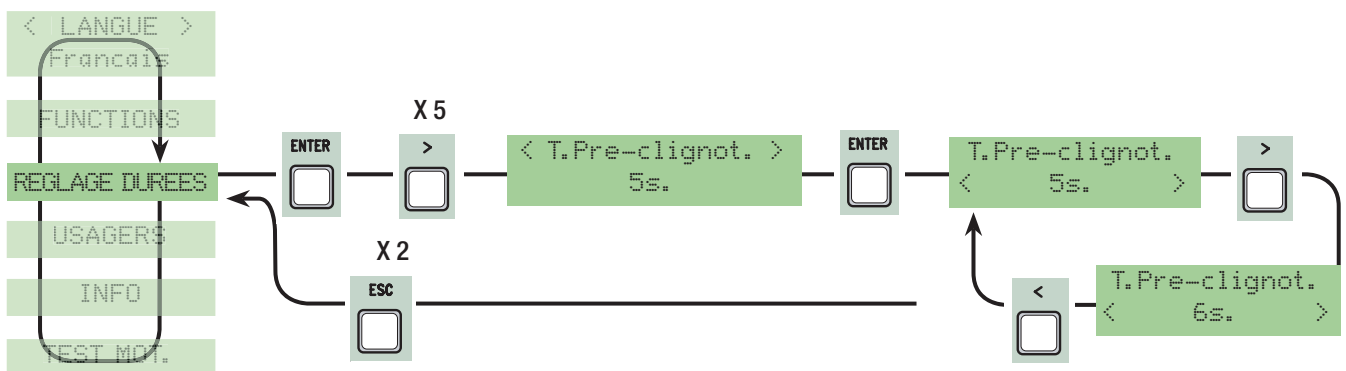 < LANGUE >
Francais
FUNCTIONS
REGLAGE DUREES
USAGERS
INFO
TEST MOT.
ENTER
X 5
>
< T.Pre-clignot. >
5s.
ENTER
T.Pre-clignot.
< 5s. >
>
T.Pre-clignot.
< 6s. >
<
X 2
ESC